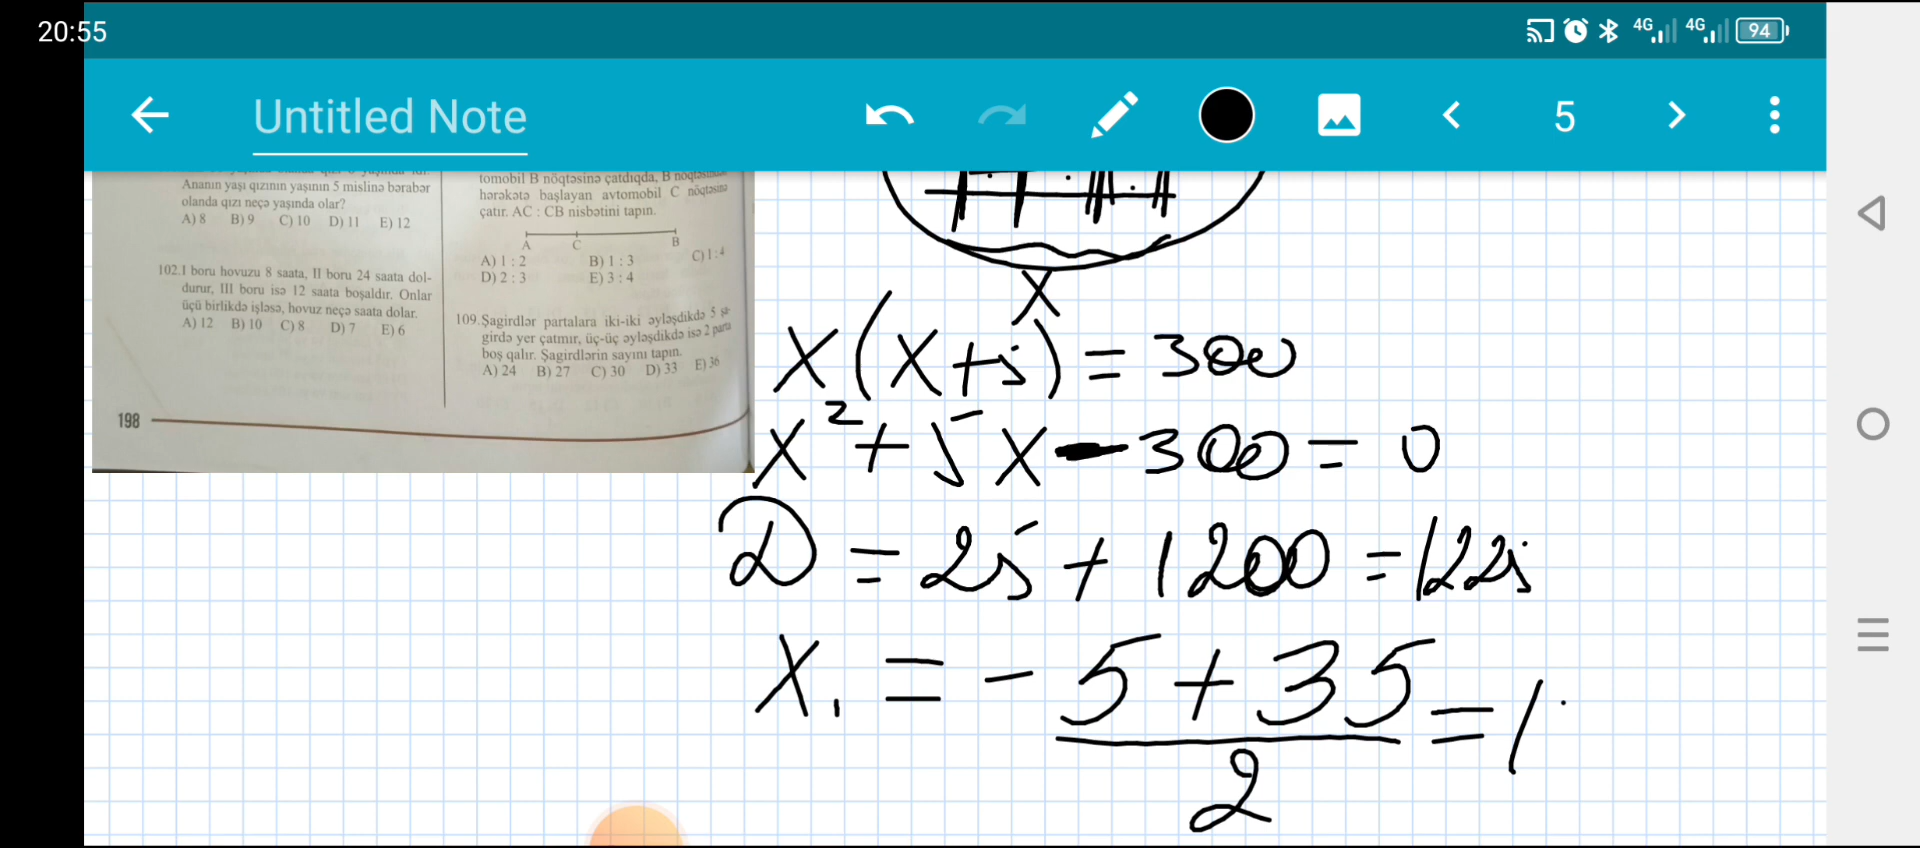 20:55
4G 4G 94
Untitled Note
5
Ananın yaşı qızının yaşının 5 mislinə bərabər
olanda qızı neçə yaşında olar?
A) 8 B) 9 C) 10 D) 11 E) 12
102. I boru hovuzu 8 saata, II boru 24 saata dol-
durur, III boru isə 12 saata boşaldır. Onlar
üçü birlikdə işləsə, hovuz neçə saata dolar.
A) 12 B) 10 C) 8 D) 7 E) 6
198
tomobil B nöqtəsinə çatdıqda, B nöqtəsindən
hərəkətə başlayan avtomobil C nöqtəsinə
çatır. AC : CB nisbətini tapın.
A C B
A) 1 : 2 B) 1 : 3 C) 1 : 4
D) 2 : 3 E) 3 : 4
109. Şagirdlər partalara iki-iki əyləşdikdə 5 şa-
girdə yer çatmır, üç-üç əyləşdikdə isə 2 parta
boş qalır. Şagirdlərin sayını tapın.
A) 24 B) 27 C) 30 D) 33 E) 36
X
X(X+5)=300
X²+5X-300=0
D=25+1200=1225
X₁=-5+35=1
2